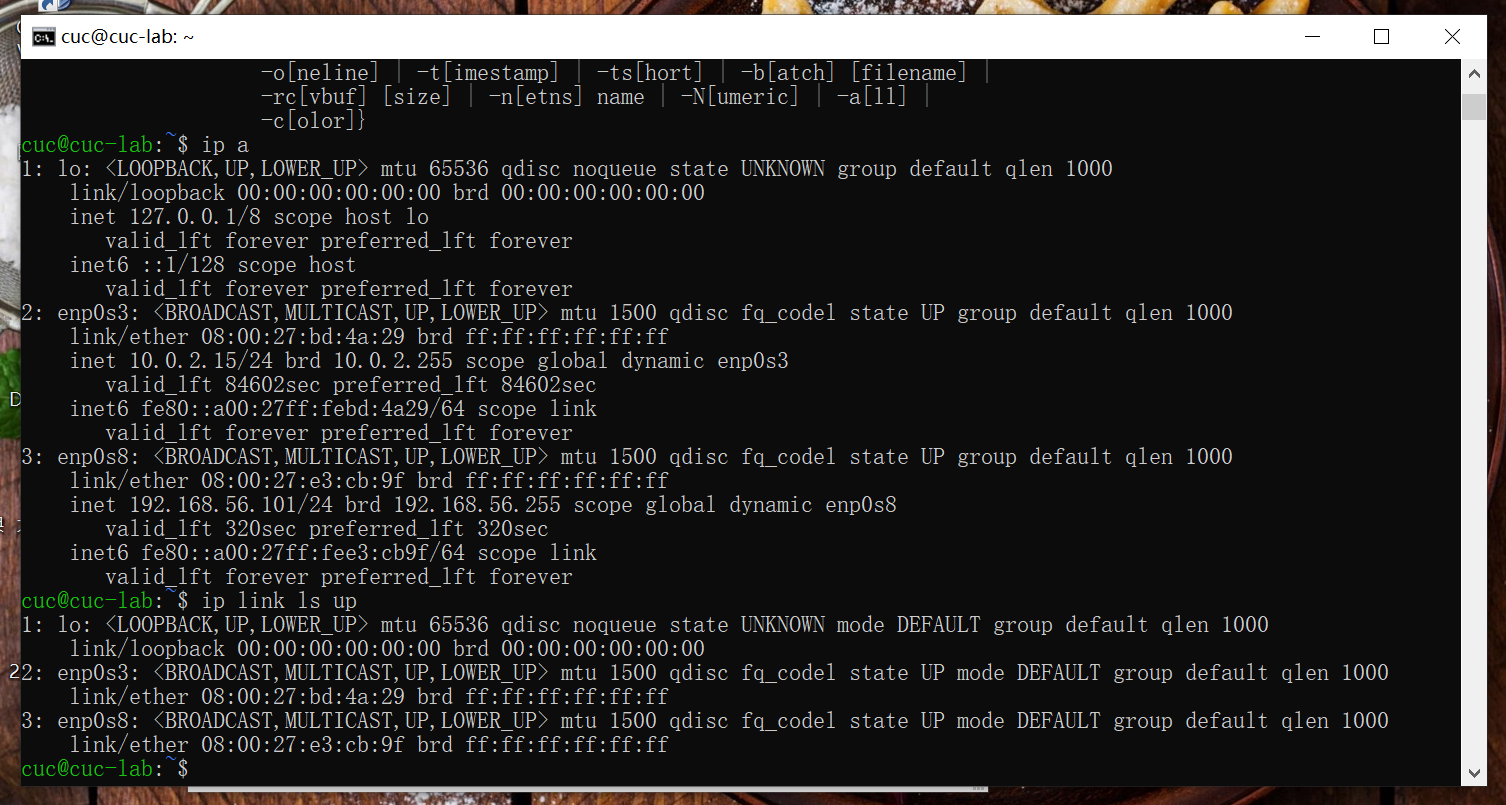 cuc@cuc-lab: ~
-o[neline] | -t[imestamp] | -ts[hort] | -b[atch] [filename] |
-rc[vbuf] [size] | -n[etns] name | -N[umeric] | -a[ll] |
-c[olor]}
cuc@cuc-lab:~$ ip a
1: lo: <LOOPBACK,UP,LOWER_UP> mtu 65536 qdisc noqueue state UNKNOWN group default qlen 1000
link/loopback 00:00:00:00:00:00 brd 00:00:00:00:00:00
inet 127.0.0.1/8 scope host lo
valid_lft forever preferred_lft forever
inet6 ::1/128 scope host
valid_lft forever preferred_lft forever
2: enp0s3: <BROADCAST,MULTICAST,UP,LOWER_UP> mtu 1500 qdisc fq_codel state UP group default qlen 1000
link/ether 08:00:27:bd:4a:29 brd ff:ff:ff:ff:ff:ff
inet 10.0.2.15/24 brd 10.0.2.255 scope global dynamic enp0s3
valid_lft 84602sec preferred_lft 84602sec
inet6 fe80::a00:27ff:febd:4a29/64 scope link
valid_lft forever preferred_lft forever
3: enp0s8: <BROADCAST,MULTICAST,UP,LOWER_UP> mtu 1500 qdisc fq_codel state UP group default qlen 1000
link/ether 08:00:27:e3:cb:9f brd ff:ff:ff:ff:ff:ff
inet 192.168.56.101/24 brd 192.168.56.255 scope global dynamic enp0s8
valid_lft 320sec preferred_lft 320sec
inet6 fe80::a00:27ff:fee3:cb9f/64 scope link
valid_lft forever preferred_lft forever
cuc@cuc-lab:~$ ip link ls up
1: lo: <LOOPBACK,UP,LOWER_UP> mtu 65536 qdisc noqueue state UNKNOWN mode DEFAULT group default qlen 1000
link/loopback 00:00:00:00:00:00 brd 00:00:00:00:00:00
2: enp0s3: <BROADCAST,MULTICAST,UP,LOWER_UP> mtu 1500 qdisc fq_codel state UP mode DEFAULT group default qlen 1000
link/ether 08:00:27:bd:4a:29 brd ff:ff:ff:ff:ff:ff
3: enp0s8: <BROADCAST,MULTICAST,UP,LOWER_UP> mtu 1500 qdisc fq_codel state UP mode DEFAULT group default qlen 1000
link/ether 08:00:27:e3:cb:9f brd ff:ff:ff:ff:ff:ff
cuc@cuc-lab:~$